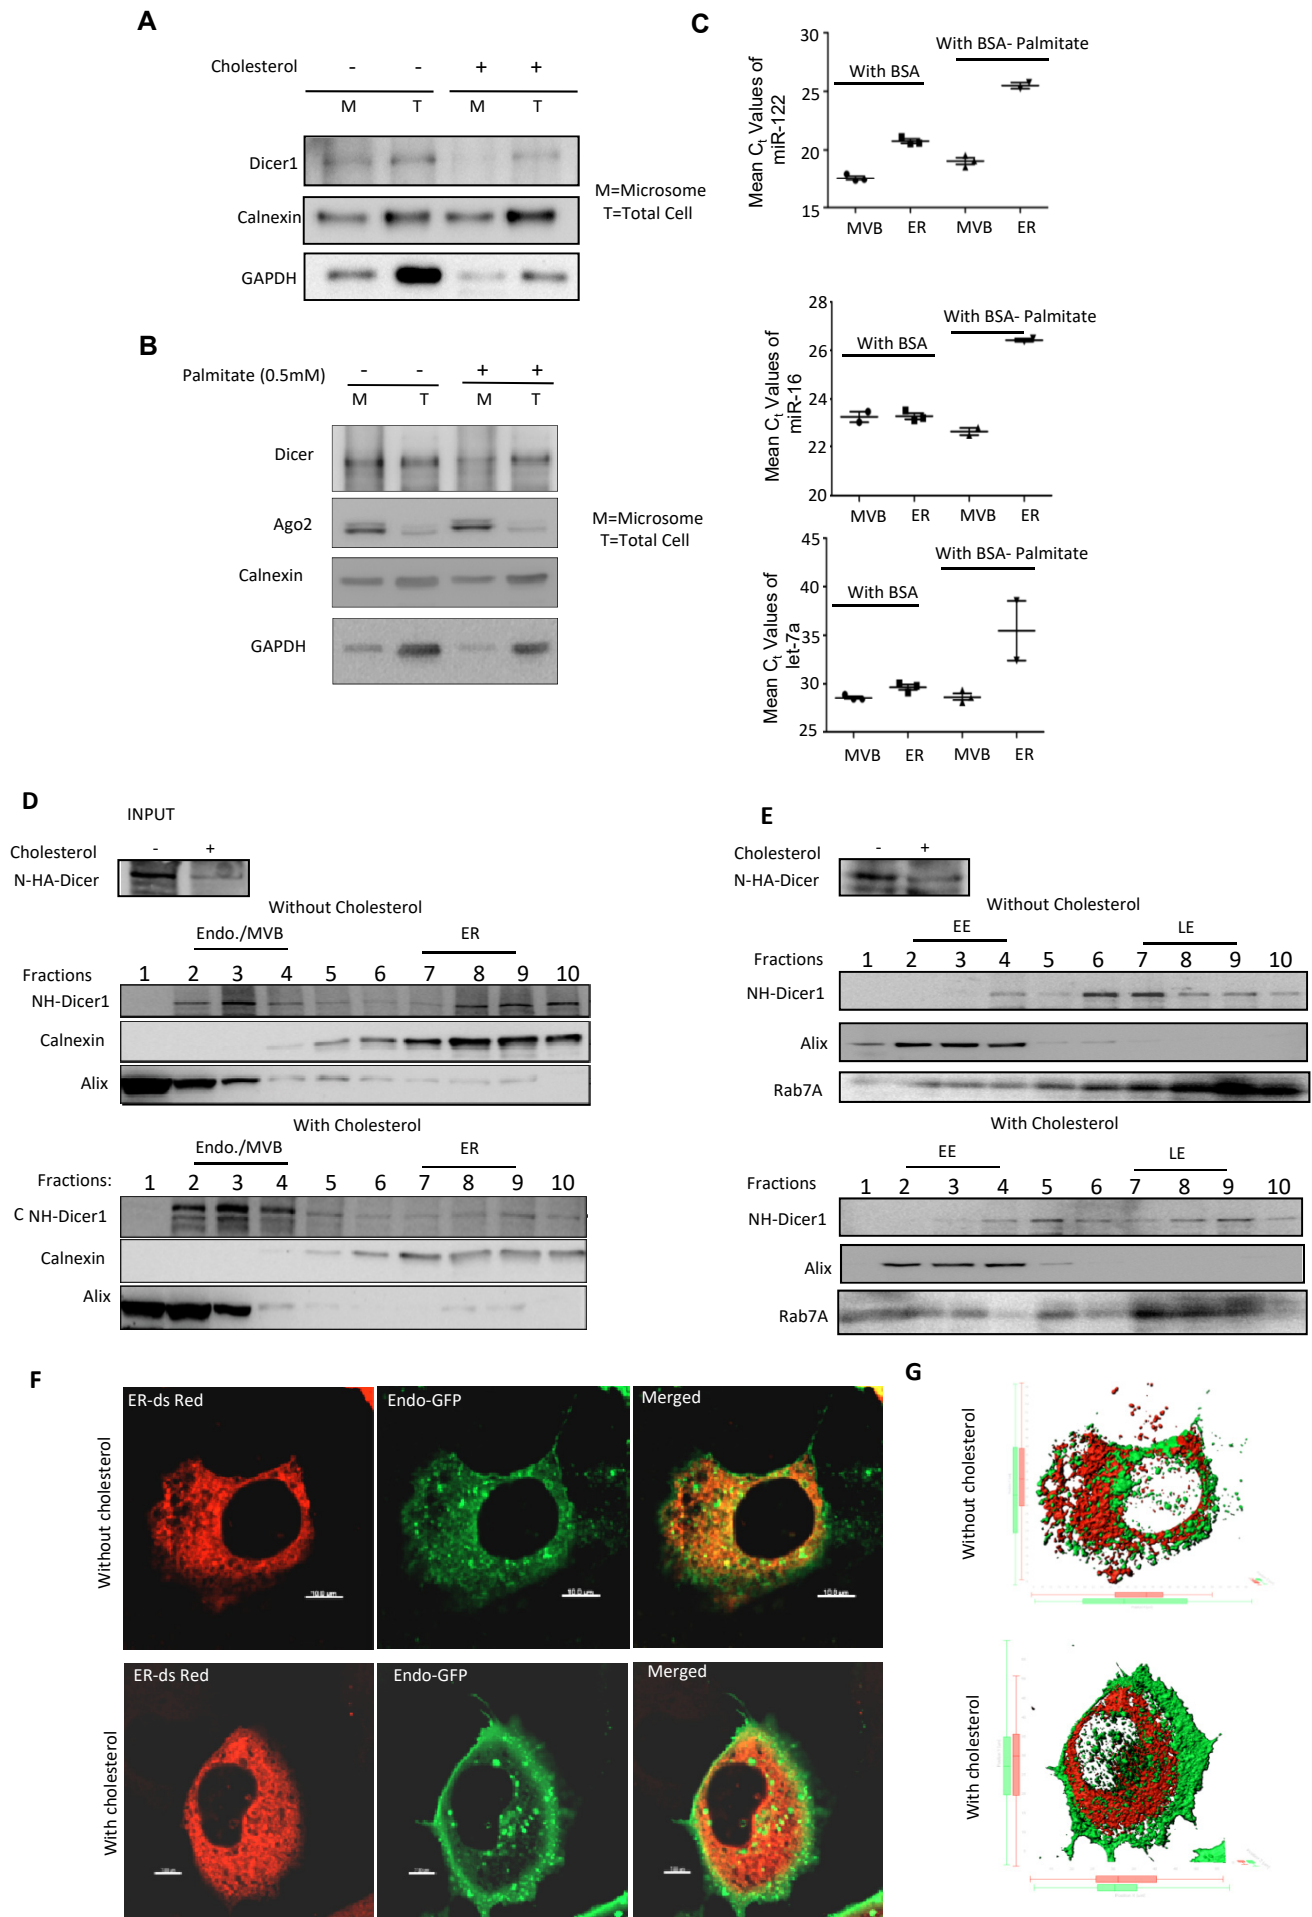 A
Cholesterol - - + +
M T M T
Dicer1
Calnexin
GAPDH
M=Microsome
T=Total Cell
B
Palmitate (0.5mM) - - + +
M T M T
Dicer
Ago2
Calnexin
GAPDH
M=Microsome
T=Total Cell
C
With BSA- Palmitate
With BSA
Mean Ct Values of
miR-122
30
25
20
15
MVB ER MVB ER
With BSA- Palmitate
With BSA
Mean Ct Values of
miR-16
28
26
24
22
20
MVB ER MVB ER
With BSA- Palmitate
With BSA
Mean Ct Values of
let-7a
45
40
35
30
25
MVB ER MVB ER
D
INPUT
Cholesterol - +
N-HA-Dicer
Without Cholesterol
Endo./MVB ER
Fractions 1 2 3 4 5 6 7 8 9 10
NH-Dicer1
Calnexin
Alix
With Cholesterol
Endo./MVB ER
Fractions: 1 2 3 4 5 6 7 8 9 10
C NH-Dicer1
Calnexin
Alix
E
Cholesterol - +
N-HA-Dicer
Without Cholesterol
EE LE
Fractions 1 2 3 4 5 6 7 8 9 10
NH-Dicer1
Alix
Rab7A
With Cholesterol
EE LE
Fractions 1 2 3 4 5 6 7 8 9 10
NH-Dicer1
Alix
Rab7A
F
Without cholesterol
ER-ds Red Endo-GFP Merged
10.0 μm 10.0 μm 10.0 μm
With cholesterol
ER-ds Red Endo-GFP Merged
G
Without cholesterol
With cholesterol